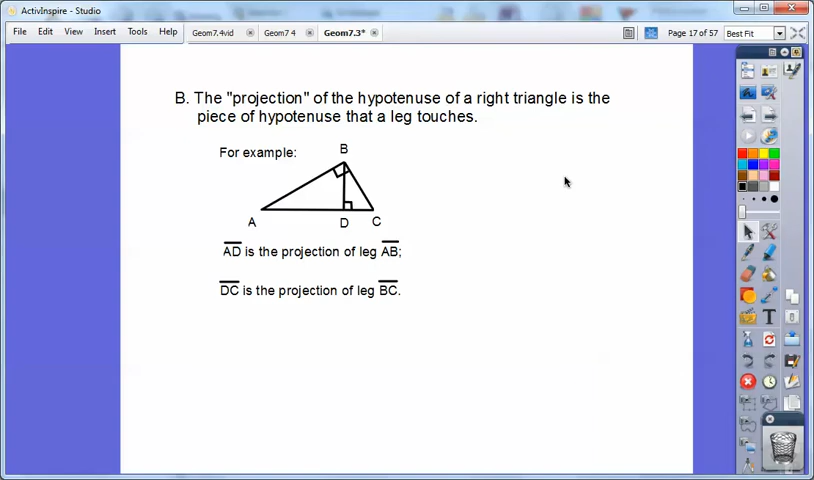 ActivInspire - Studio
File Edit View Insert Tools Help Geom7.4vid Geom7 4 Geom7.3* Page 17 of 57 Best Fit
B. The "projection" of the hypotenuse of a right triangle is the
piece of hypotenuse that a leg touches.
For example:
B
A D C
AD is the projection of leg AB;
DC is the projection of leg BC.